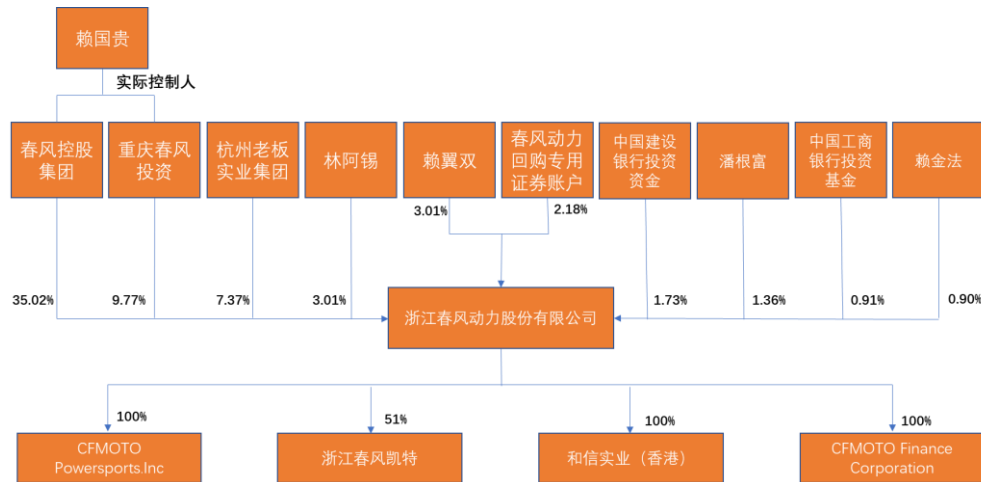 赖国贵
实际控制人
春风控股
集团
重庆春风
投资
杭州老板
实业集团
林阿锡
赖翼双
春风动力
回购专用
证券账户
中国建设
银行投资
资金
潘根富
中国工商
银行投资
基金
赖金法
3.01%
2.18%
35.02%
9.77%
7.37%
3.01%
1.73%
1.36%
0.91%
0.90%
浙江春风动力股份有限公司
100%
51%
100%
100%
CFMOTO
Powersports.Inc
浙江春风凯特
和信实业（香港）
CFMOTO Finance
Corporation